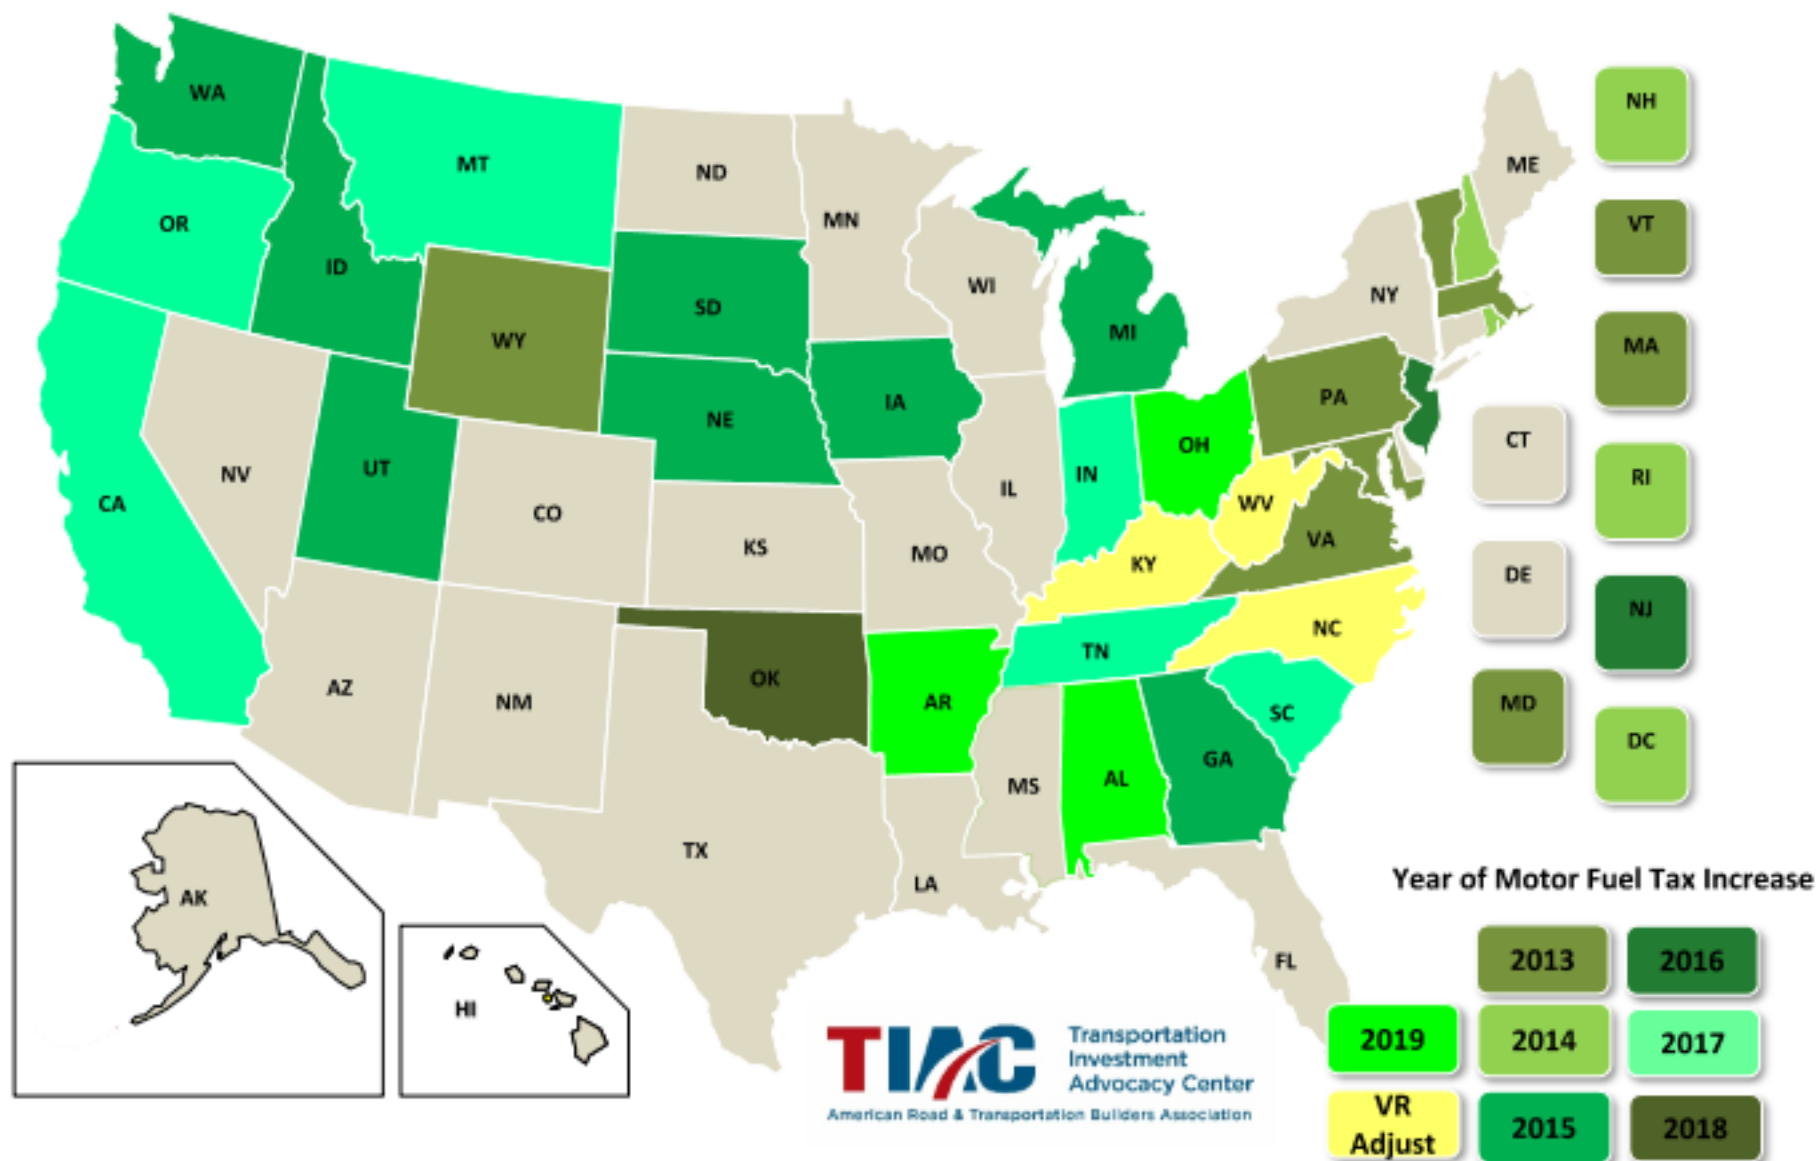 WA
MT
ND
MN
ME
NH
OR
ID
SD
WI
MI
NY
VT
WY
NE
IA
PA
MA
NV
UT
CO
KS
MO
IL
IN
OH
WV
VA
CT
RI
CA
KY
NC
DE
NJ
AZ
NM
OK
AR
TN
SC
MD
DC
TX
LA
MS
AL
GA
FL
AK
HI
Year of Motor Fuel Tax Increase
2013
2016
2019
2014
2017
VR
Adjust
2015
2018
TIAC
Transportation
Investment
Advocacy Center
American Road & Transportation Builders Association